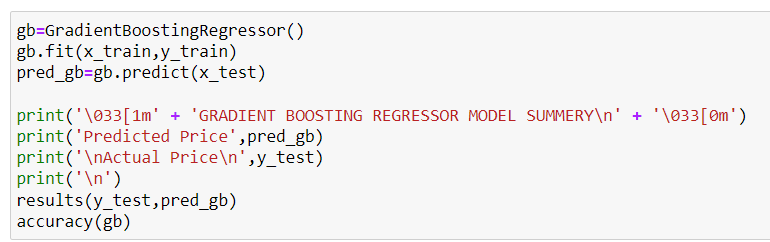 gb=GradientBoostingRegressor()
gb.fit(x_train,y_train)
pred_gb=gb.predict(x_test)
print('\033[1m' + 'GRADIENT BOOSTING REGRESSOR MODEL SUMMERY\n' + '\033[0m')
print('Predicted Price',pred_gb)
print('\nActual Price\n',y_test)
print('\n')
results(y_test,pred_gb)
accuracy(gb)